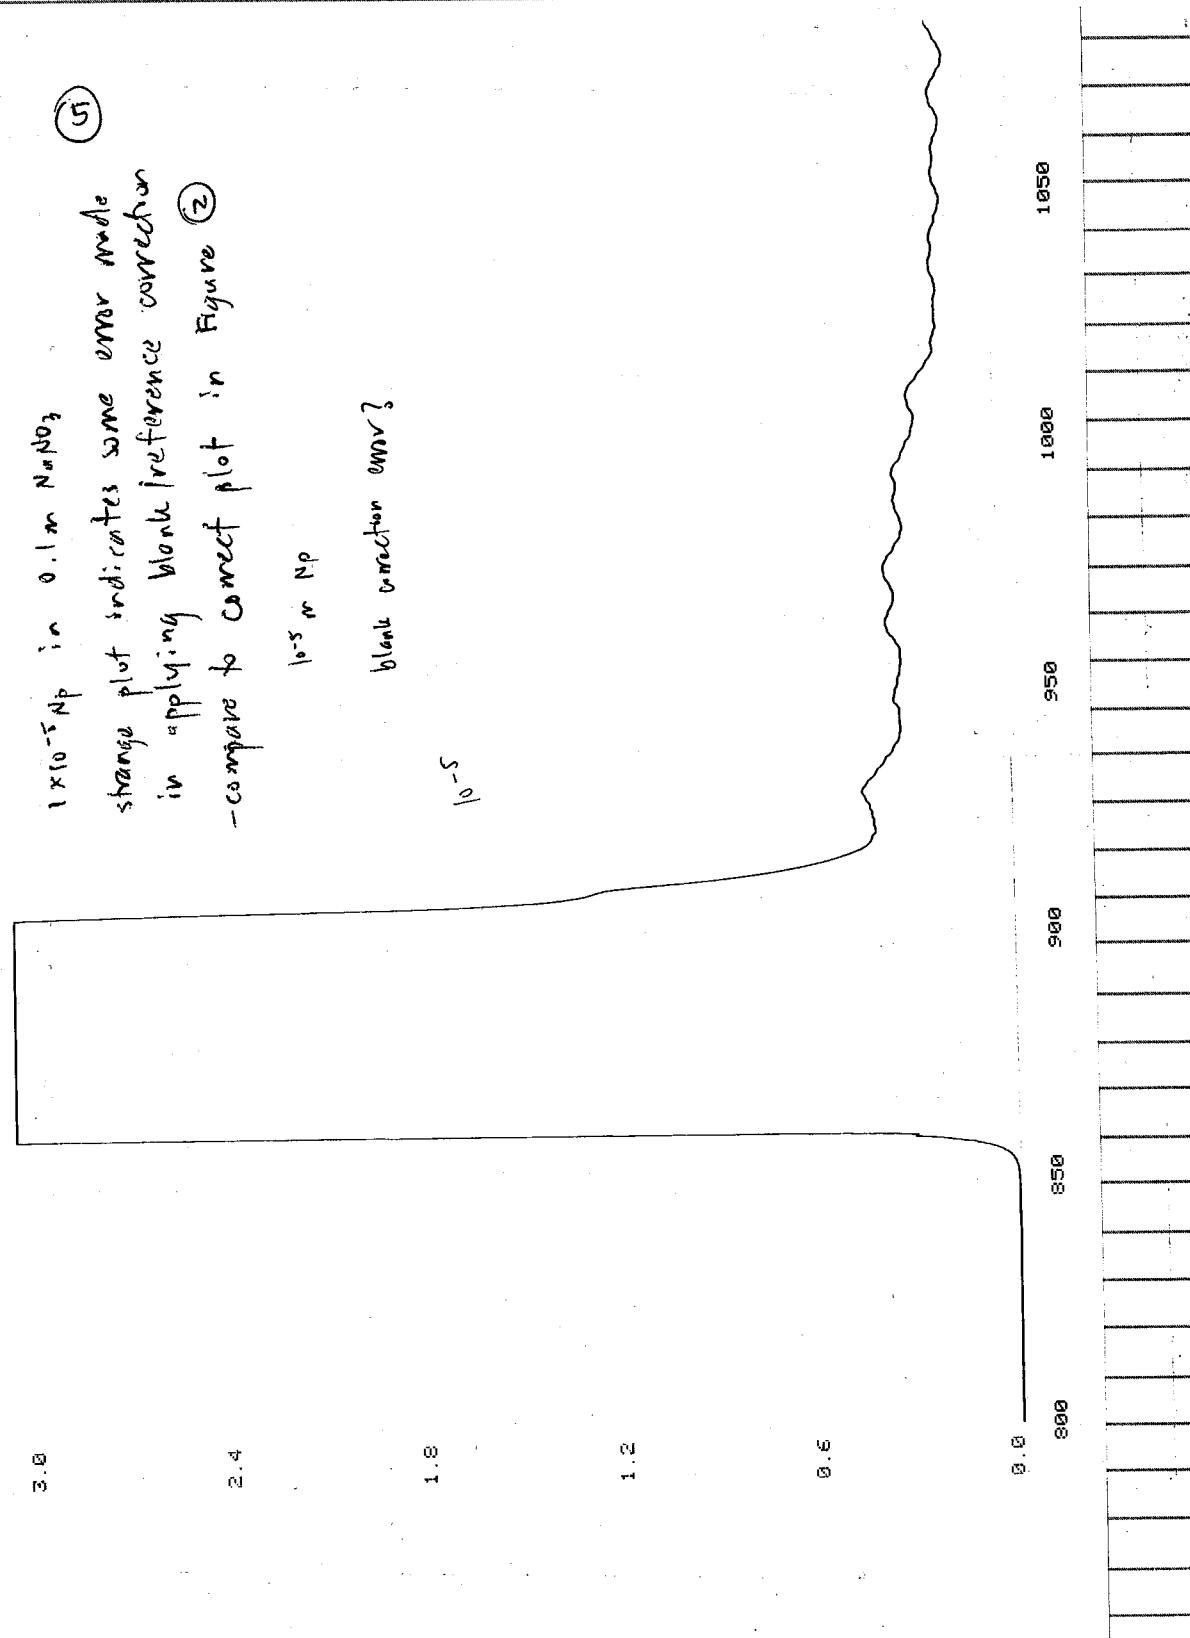 ⑤
1×10⁻⁵ Np in 0.1m NaNO₃
strange plot indicates some error made
in applying blank/reference correction
-compare to correct plot in Figure ②
10⁻⁵ m Np
blank correction error?
10⁻⁵
3.0
2.4
1.8
1.2
0.6
0.0
800 850 900 950 1000 1050